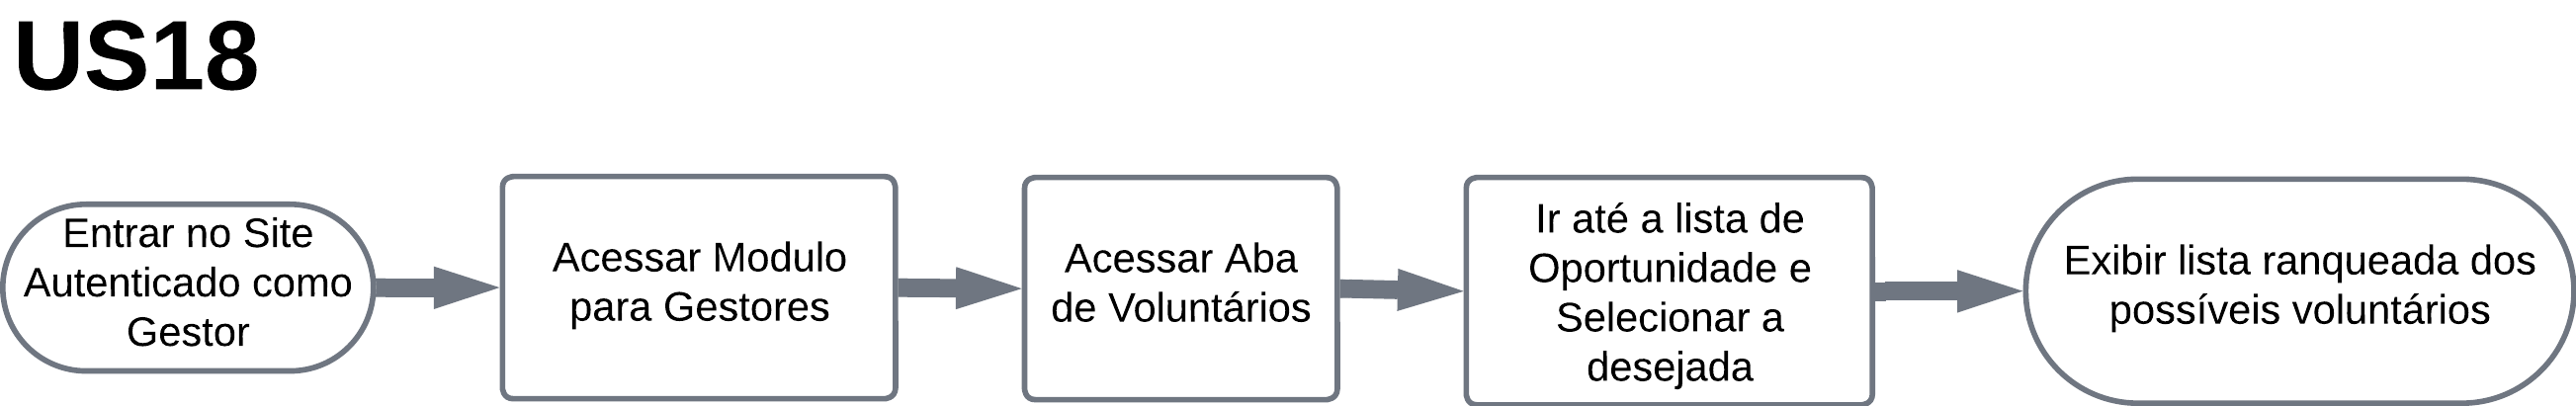 US18
Entrar no Site
Autenticado como
Gestor
Acessar Modulo
para Gestores
Acessar Aba
de Voluntários
Ir até a lista de
Oportunidade e
Selecionar a
desejada
Exibir lista ranqueada dos
possíveis voluntários